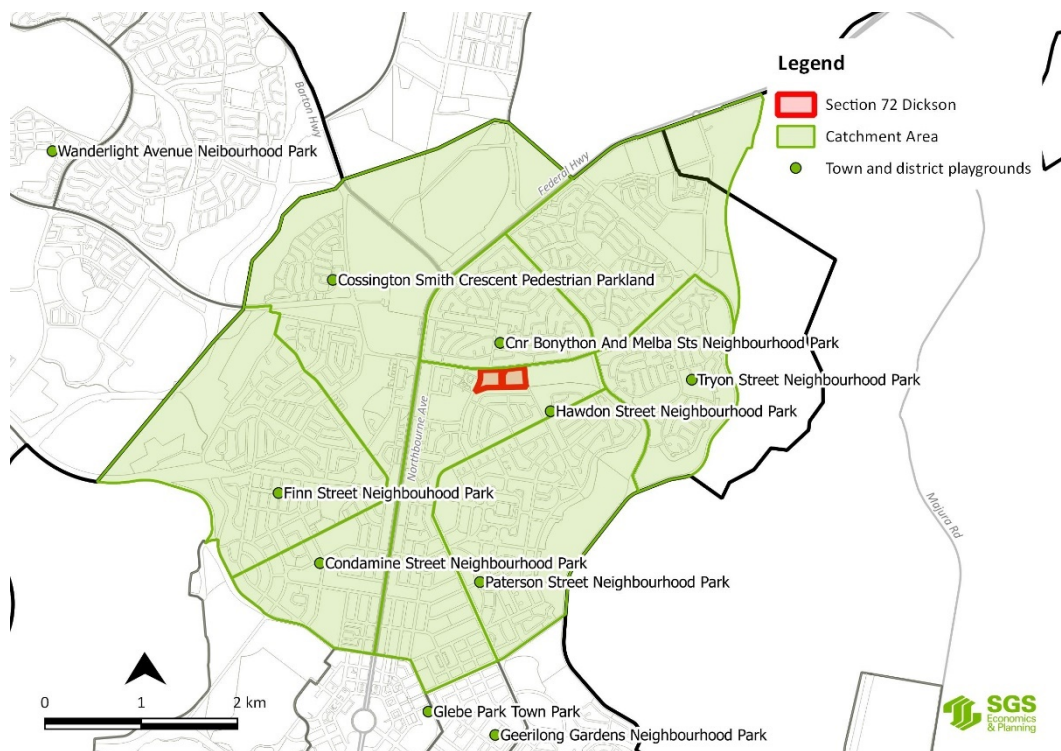 Legend
Section 72 Dickson
Catchment Area
Town and district playgrounds
Barton Hwy
Wanderlight Avenue Neibourhood Park
Federal Hwy
Cossington Smith Crescent Pedestrian Parkland
Cnr Bonython And Melba Sts Neighbourhood Park
Tryon Street Neighbourhood Park
Hawdon Street Neighbourhood Park
Northbourne Ave
Finn Street Neighbouhood Park
Majura Rd
Condamine Street Neighbourhood Park
Paterson Street Neighbourhood Park
0 1 2 km
Glebe Park Town Park
Geerilong Gardens Neighbourhood Park
SGS
Economics
& Planning